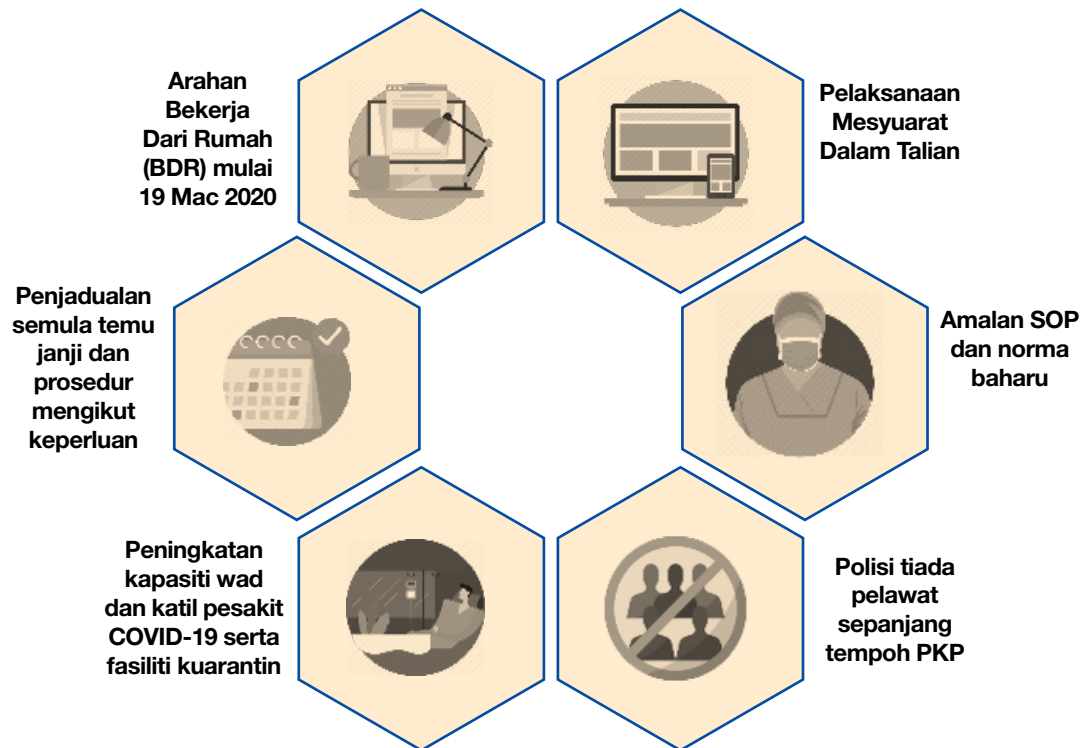 Arahan
Bekerja
Dari Rumah
(BDR) mulai
19 Mac 2020
Pelaksanaan
Mesyuarat
Dalam Talian
Penjadualan
semula temu
janji dan
prosedur
mengikut
keperluan
Amalan SOP
dan norma
baharu
Peningkatan
kapasiti wad
dan katil pesakit
COVID-19 serta
fasiliti kuarantin
Polisi tiada
pelawat
sepanjang
tempoh PKP